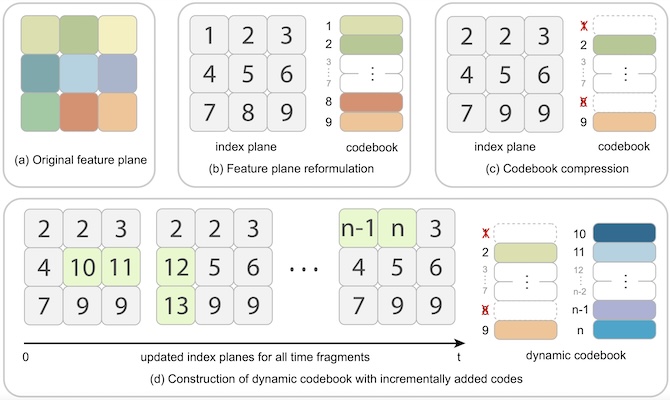 (a) Original feature plane
1 2 3
4 5 6
7 8 9
index plane
1
2
3
7
8
9
codebook
(b) Feature plane reformulation
2 2 3
4 5 6
7 9 9
index plane
1
2
3
7
8
9
codebook
(c) Codebook compression
2 2 3
4 10 11
7 9 9
2 2 3
12 5 6
13 9 9
n-1 n 3
4 5 6
7 9 9
0
updated index planes for all time fragments
t
1
2
3
7
8
9
10
11
12
n-2
n-1
n
dynamic codebook
(d) Construction of dynamic codebook with incrementally added codes